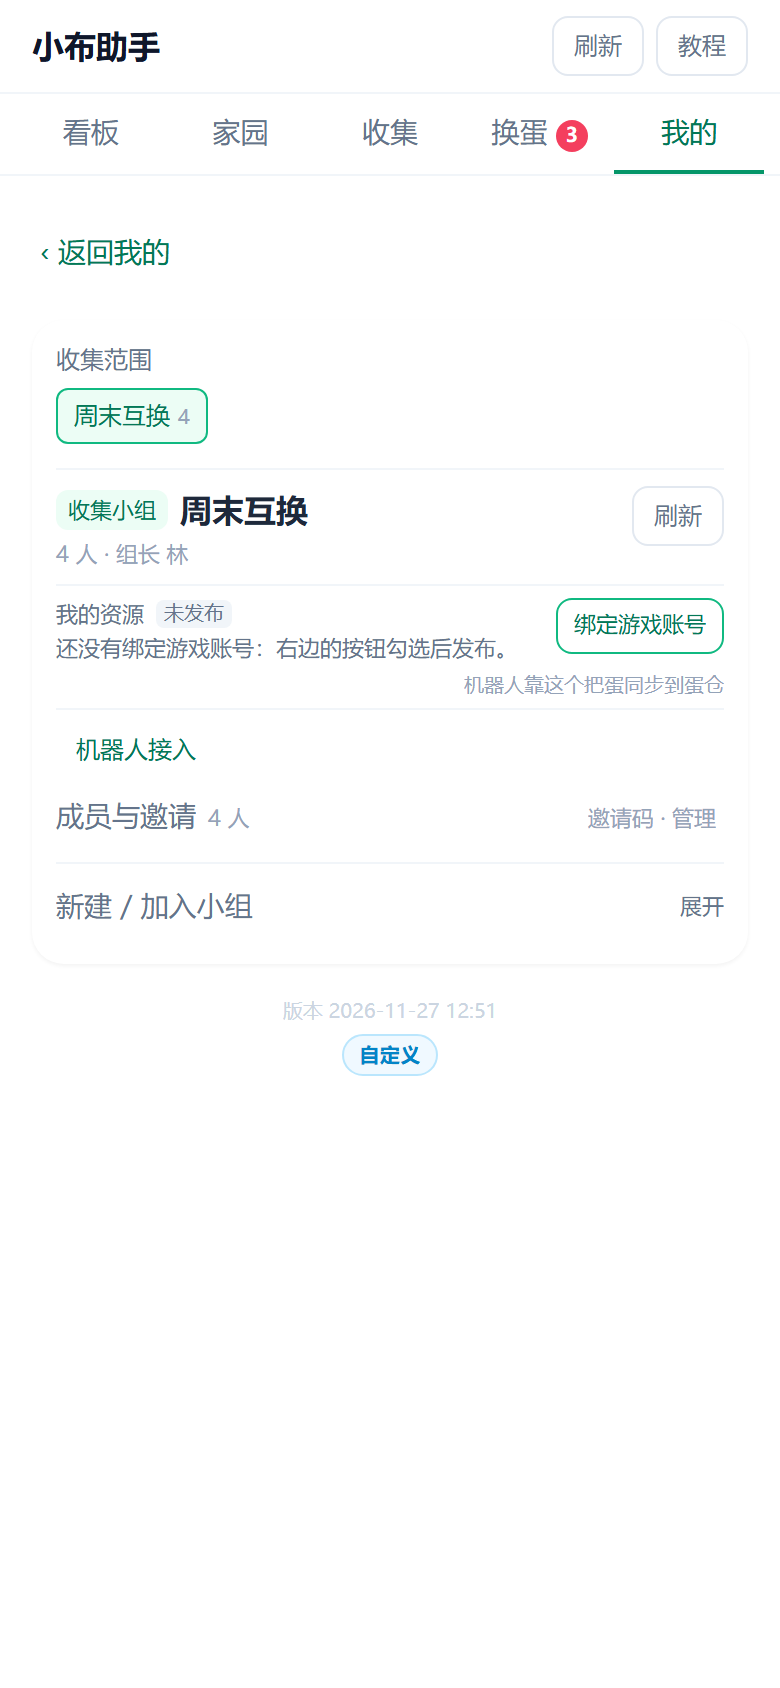 小布助手
刷新
教程
看板
家园
收集
换蛋 3
我的
‹ 返回我的
收集范围
周末互换 4
收集小组 周末互换
刷新
4 人 · 组长 林
我的资源 未发布
绑定游戏账号
还没有绑定游戏账号：右边的按钮勾选后发布。
机器人靠这个把蛋同步到蛋仓
机器人接入
成员与邀请 4 人
邀请码 · 管理
新建 / 加入小组
展开
版本 2026-11-27 12:51
自定义